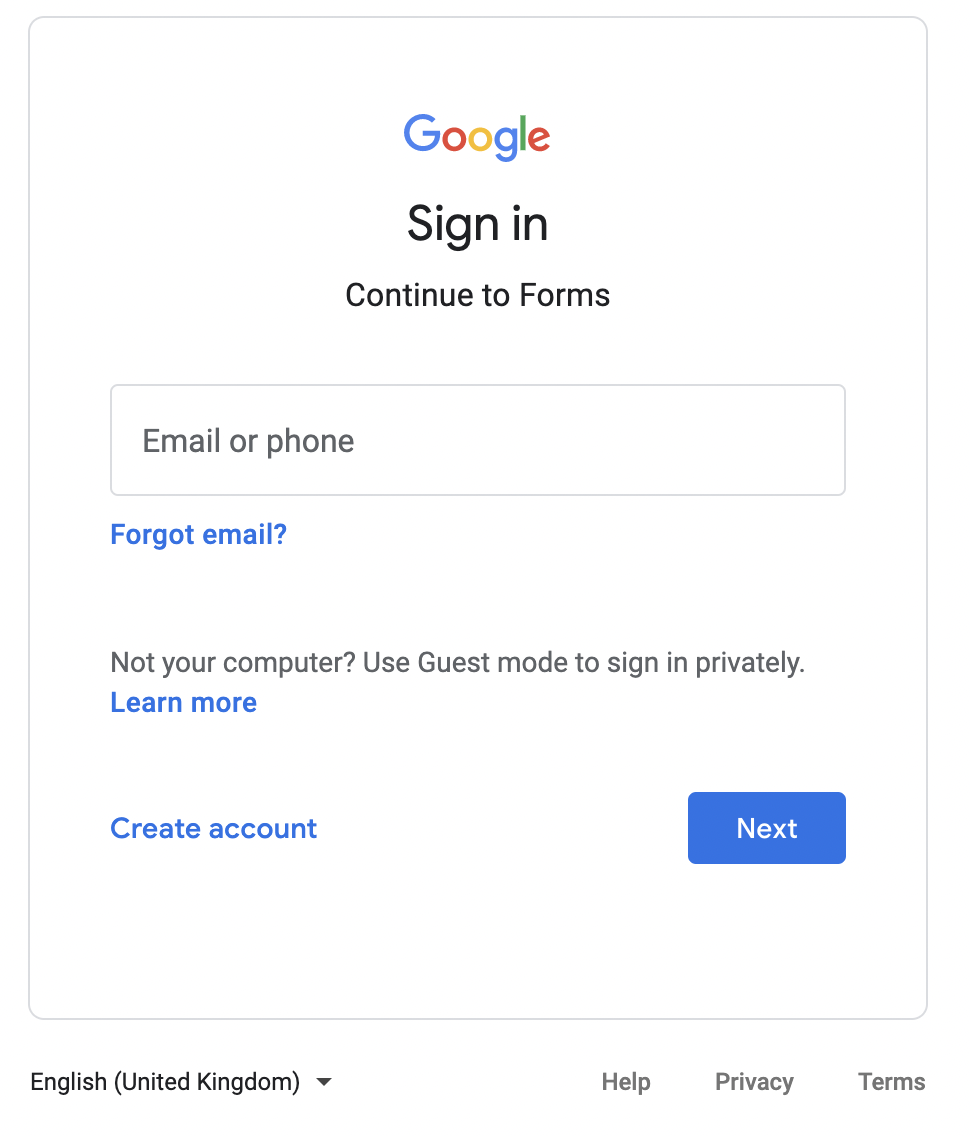 Google
Sign in
Continue to Forms
Email or phone
Forgot email?
Not your computer? Use Guest mode to sign in privately.
Learn more
Create account
Next
English (United Kingdom)
Help
Privacy
Terms